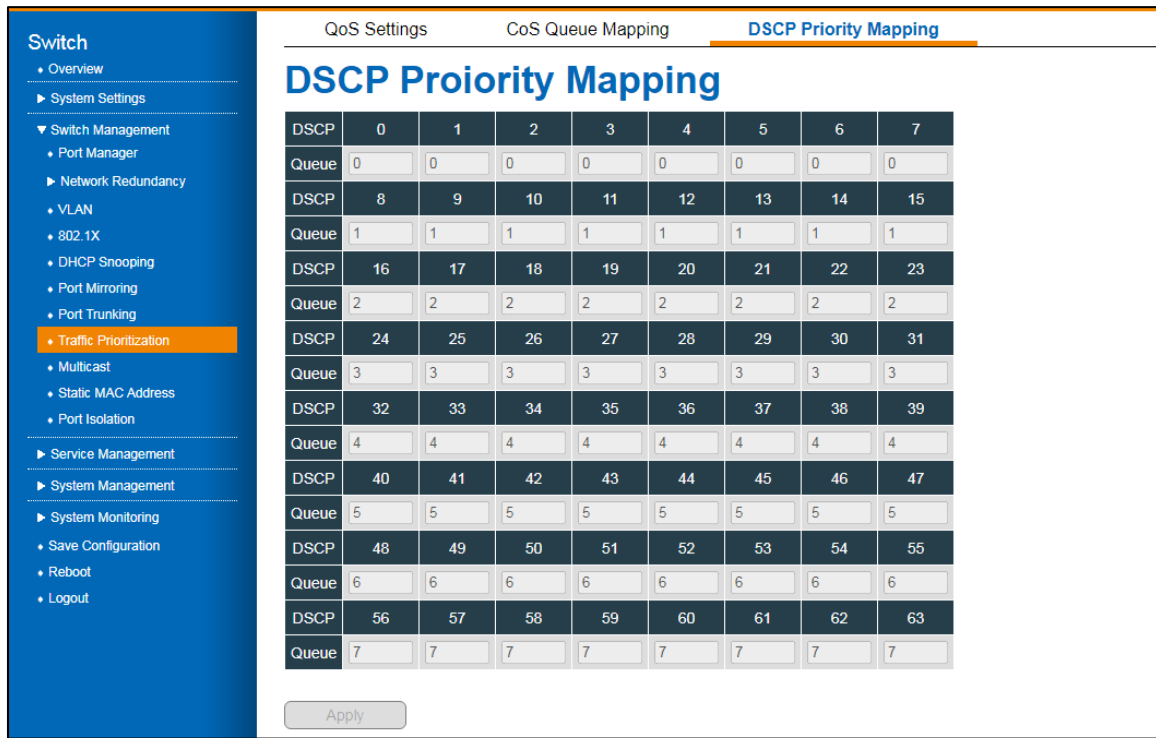 QoS Settings CoS Queue Mapping DSCP Priority Mapping
Switch
Overview
System Settings
Switch Management
Port Manager
Network Redundancy
VLAN
802.1X
DHCP Snooping
Port Mirroring
Port Trunking
Traffic Prioritization
Multicast
Static MAC Address
Port Isolation
Service Management
System Management
System Monitoring
Save Configuration
Reboot
Logout
DSCP Proiority Mapping
DSCP 0 1 2 3 4 5 6 7
Queue 0 0 0 0 0 0 0 0
DSCP 8 9 10 11 12 13 14 15
Queue 1 1 1 1 1 1 1 1
DSCP 16 17 18 19 20 21 22 23
Queue 2 2 2 2 2 2 2 2
DSCP 24 25 26 27 28 29 30 31
Queue 3 3 3 3 3 3 3 3
DSCP 32 33 34 35 36 37 38 39
Queue 4 4 4 4 4 4 4 4
DSCP 40 41 42 43 44 45 46 47
Queue 5 5 5 5 5 5 5 5
DSCP 48 49 50 51 52 53 54 55
Queue 6 6 6 6 6 6 6 6
DSCP 56 57 58 59 60 61 62 63
Queue 7 7 7 7 7 7 7 7
Apply